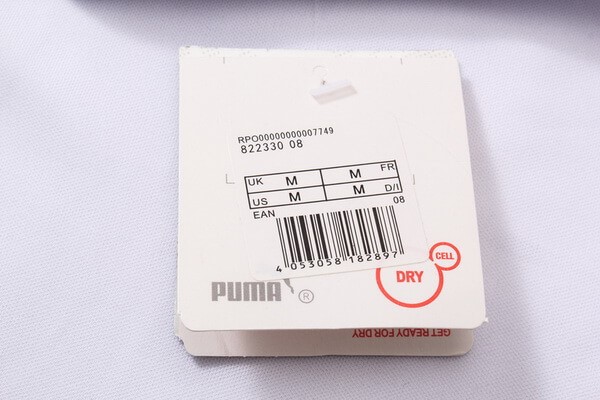 RPO00000000007749
822330 08
UK M M FR
US M M D/I
EAN 08
4 053058 182897
CELL
DRY
PUMA ®
GET READY FOR DRY